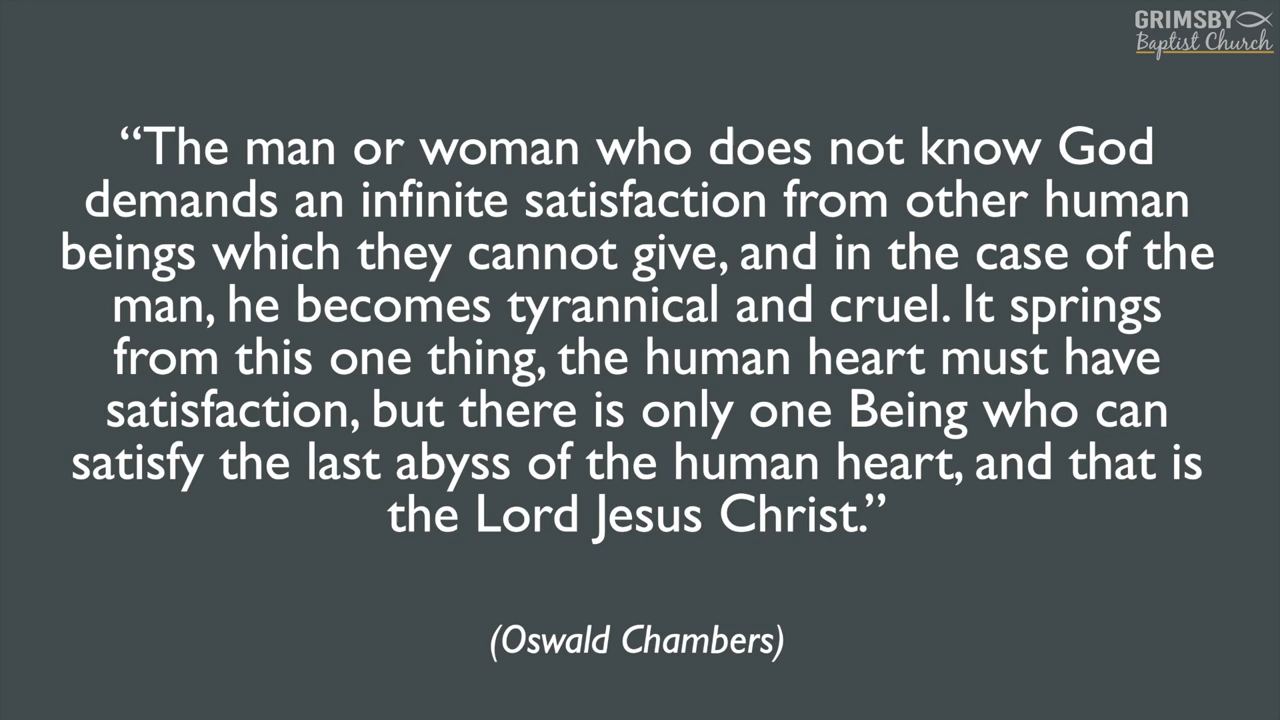 GRIMSBY
Baptist Church
“The man or woman who does not know God
demands an infinite satisfaction from other human
beings which they cannot give, and in the case of the
man, he becomes tyrannical and cruel. It springs
from this one thing, the human heart must have
satisfaction, but there is only one Being who can
satisfy the last abyss of the human heart, and that is
the Lord Jesus Christ.”
(Oswald Chambers)